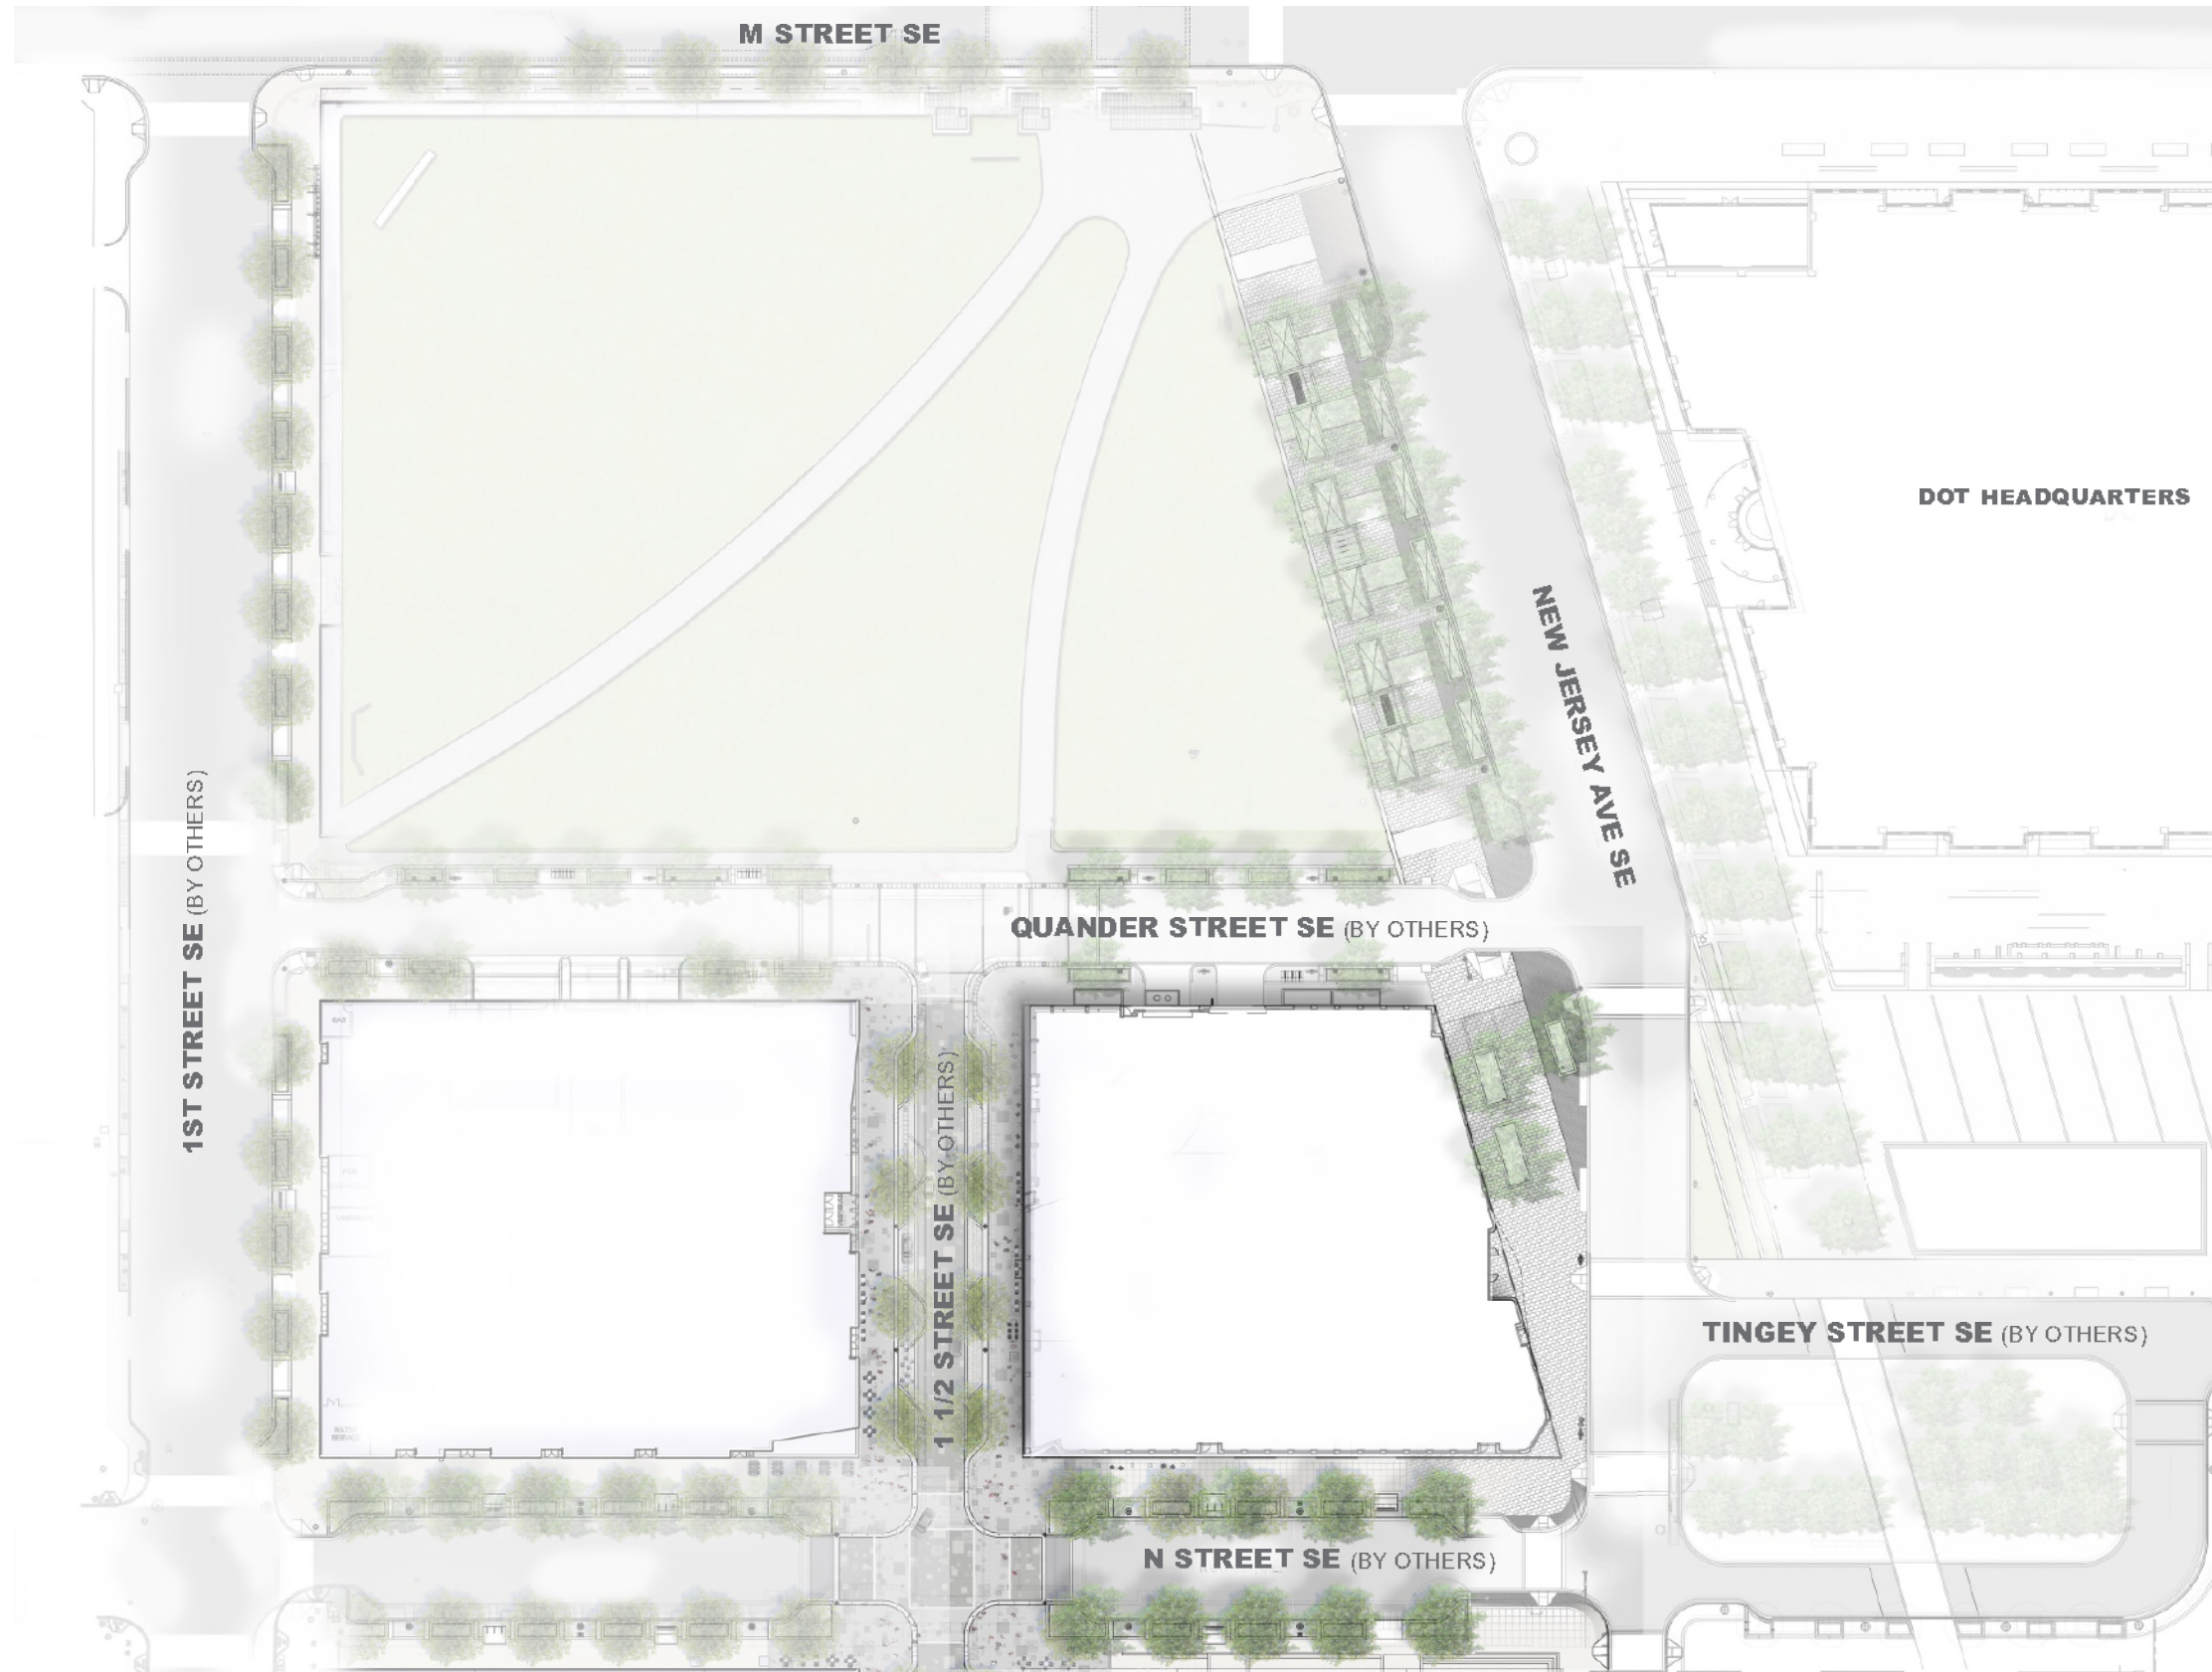 M STREET SE
DOT HEADQUARTERS
NEW JERSEY AVE SE
1ST STREET SE (BY OTHERS)
QUANDER STREET SE (BY OTHERS)
1 1/2 STREET SE (BY OTHERS)
TINGEY STREET SE (BY OTHERS)
N STREET SE (BY OTHERS)